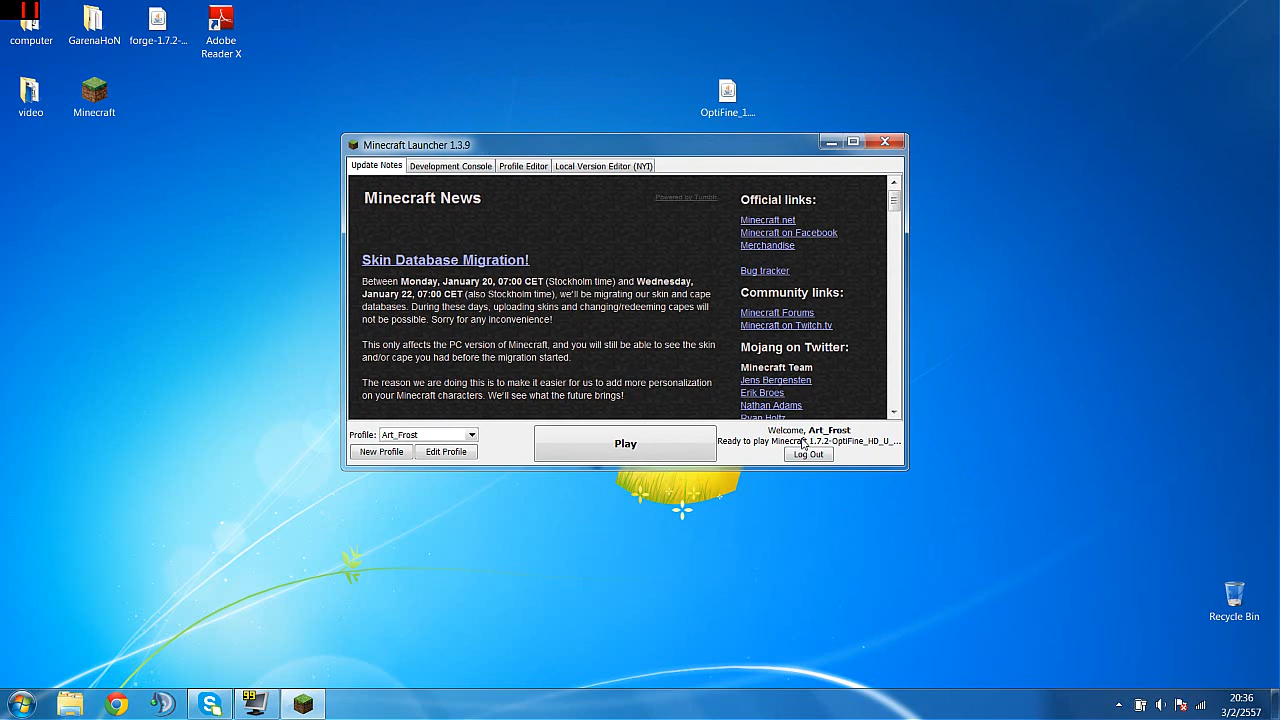 computer
GarenaHoN
forge-1.7.2-...
Adobe
Reader X
video
Minecraft
OptiFine_1....
Minecraft Launcher 1.3.9
Update Notes
Development Console
Profile Editor
Local Version Editor (NYI)
Minecraft News
Powered by Tumblr
Skin Database Migration!
Between Monday, January 20, 07:00 CET (Stockholm time) and Wednesday,
January 22, 07:00 CET (also Stockholm time), we'll be migrating our skin and cape
databases. During these days, uploading skins and changing/redeeming capes will
not be possible. Sorry for any inconvenience!
This only affects the PC version of Minecraft, and you will still be able to see the skin
and/or cape you had before the migration started.
The reason we are doing this is to make it easier for us to add more personalization
on your Minecraft characters. We'll see what the future brings!
Official links:
Minecraft.net
Minecraft on Facebook
Merchandise
Bug tracker
Community links:
Minecraft Forums
Minecraft on Twitch.tv
Mojang on Twitter:
Minecraft Team
Jens Bergensten
Erik Broes
Nathan Adams
Ryan Holtz
Profile:
Art_Frost
New Profile
Edit Profile
Play
Welcome, Art_Frost
Ready to play Minecraft 1.7.2-OptiFine_HD_U_...
Log Out
Recycle Bin
99
20:36
3/2/2557